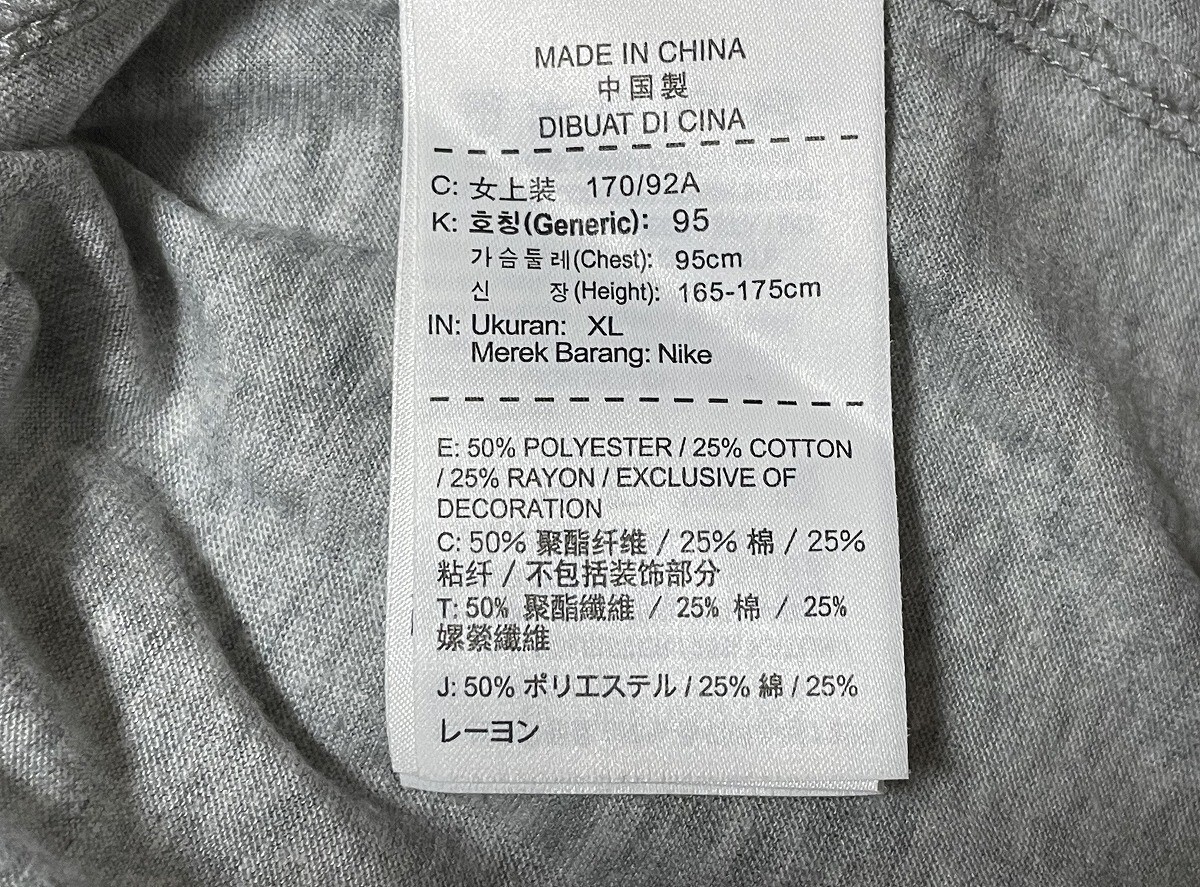 MADE IN CHINA
中国製
DIBUAT DI CINA
C: 女上装 170/92A
K: 호칭(Generic): 95
가슴둘레(Chest): 95cm
신 장(Height): 165-175cm
IN: Ukuran: XL
Merek Barang: Nike
E: 50% POLYESTER / 25% COTTON
/ 25% RAYON / EXCLUSIVE OF
DECORATION
C: 50% 聚酯纤维 / 25% 棉 / 25%
粘纤 / 不包括装饰部分
T: 50% 聚酯纖維 / 25% 棉 / 25%
嫘縈纖維
J: 50% ポリエステル / 25% 綿 / 25%
レーヨン